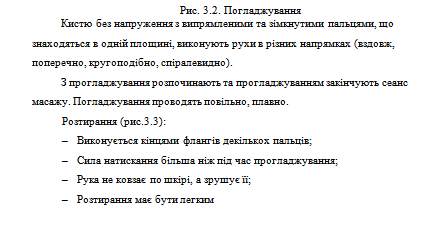 Рис. 3.2. Погладжування
Кистю без напруження з випрямленими та зімкнутими пальцями, що
знаходяться в одній площині, виконують рухи в різних напрямках (вздовж,
поперечно, кругоподібно, спіралевидно).
З прогладжування розпочинають та прогладжуванням закінчують сеанс
масажу. Погладжування проводять повільно, плавно.
Розтирання (рис.3.3):
– Виконується кінцями флангів декількох пальців;
– Сила натискання більша ніж під час прогладжування;
– Рука не ковзає по шкірі, а зрушує її;
– Розтирання має бути легким